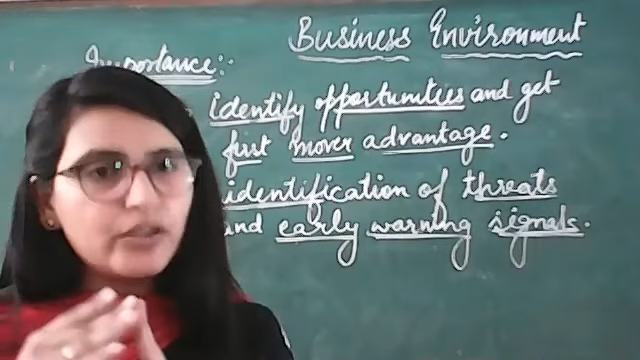 Business Environment
Importance:-
identify opportunities and get
first mover advantage.
identification of threats
and early warning signals.